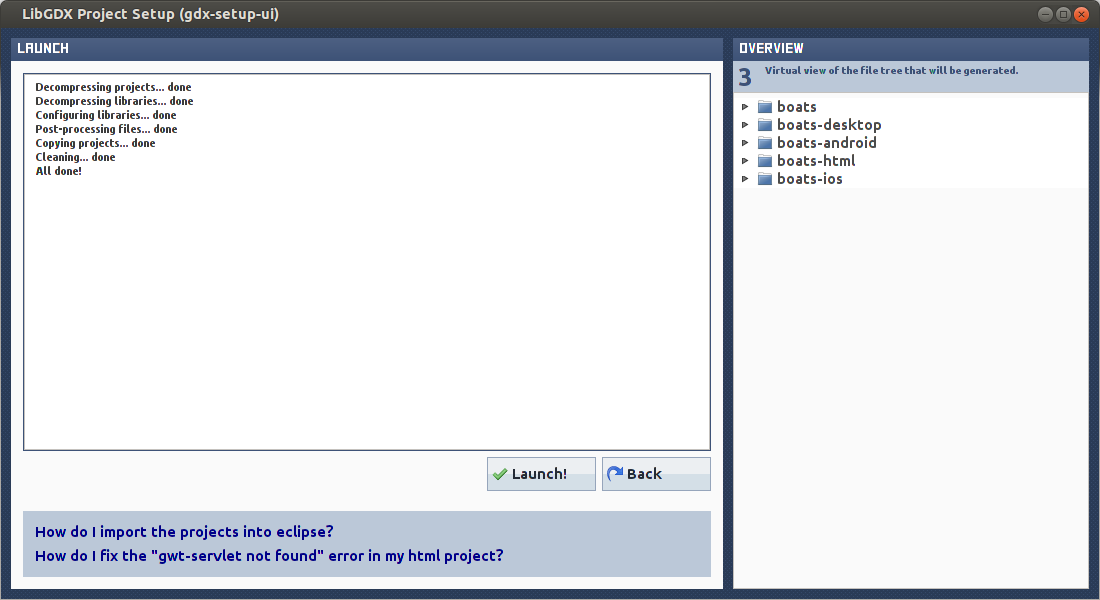 LibGDX Project Setup (gdx-setup-ui)
LAUNCH
Decompressing projects... done
Decompressing libraries... done
Configuring libraries... done
Post-processing files... done
Copying projects... done
Cleaning... done
All done!
Launch!
Back
How do I import the projects into eclipse?
How do I fix the "gwt-servlet not found" error in my html project?
OVERVIEW
3
Virtual view of the file tree that will be generated.
boats
boats-desktop
boats-android
boats-html
boats-ios